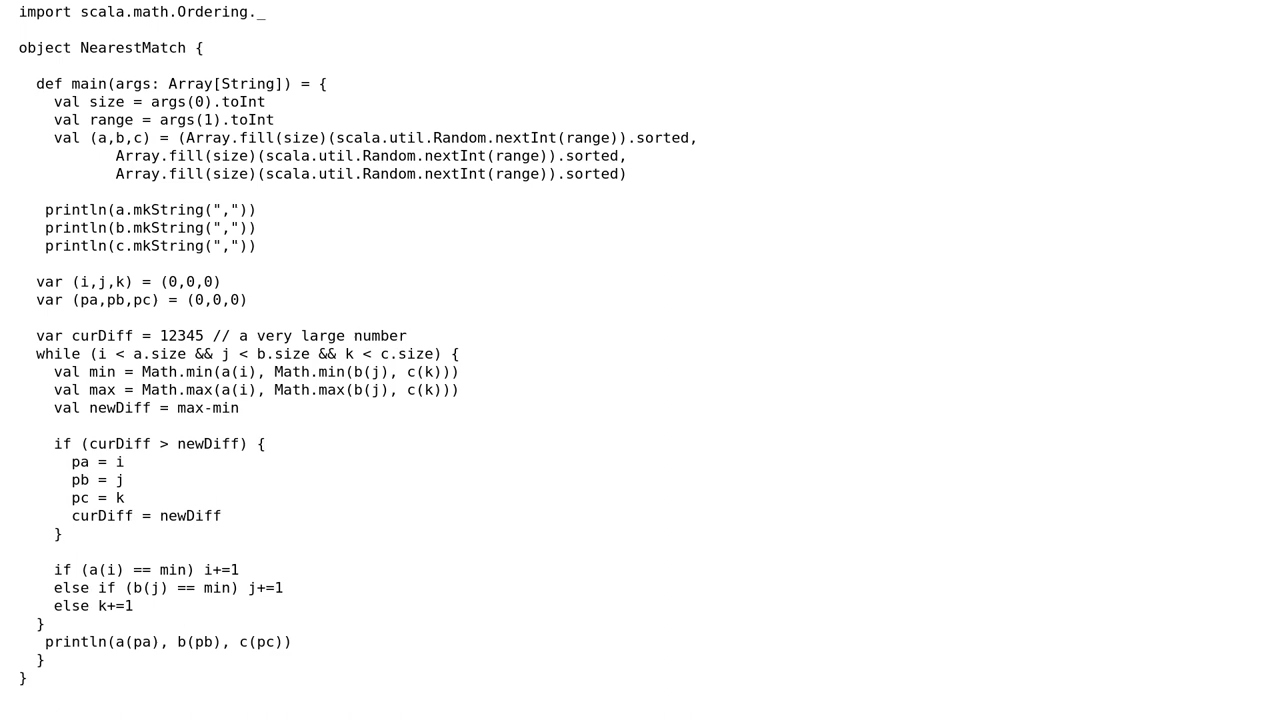 import scala.math.Ordering._

object NearestMatch {

  def main(args: Array[String]) = {
    val size = args(0).toInt
    val range = args(1).toInt
    val (a,b,c) = (Array.fill(size)(scala.util.Random.nextInt(range)).sorted,
           Array.fill(size)(scala.util.Random.nextInt(range)).sorted,
           Array.fill(size)(scala.util.Random.nextInt(range)).sorted)

   println(a.mkString(","))
   println(b.mkString(","))
   println(c.mkString(","))

  var (i,j,k) = (0,0,0)
  var (pa,pb,pc) = (0,0,0)

  var curDiff = 12345 // a very large number
  while (i < a.size && j < b.size && k < c.size) {
    val min = Math.min(a(i), Math.min(b(j), c(k)))
    val max = Math.max(a(i), Math.max(b(j), c(k)))
    val newDiff = max-min

    if (curDiff > newDiff) {
      pa = i
      pb = j
      pc = k
      curDiff = newDiff
    }

    if (a(i) == min) i+=1
    else if (b(j) == min) j+=1
    else k+=1
  }
   println(a(pa), b(pb), c(pc))
  }
}